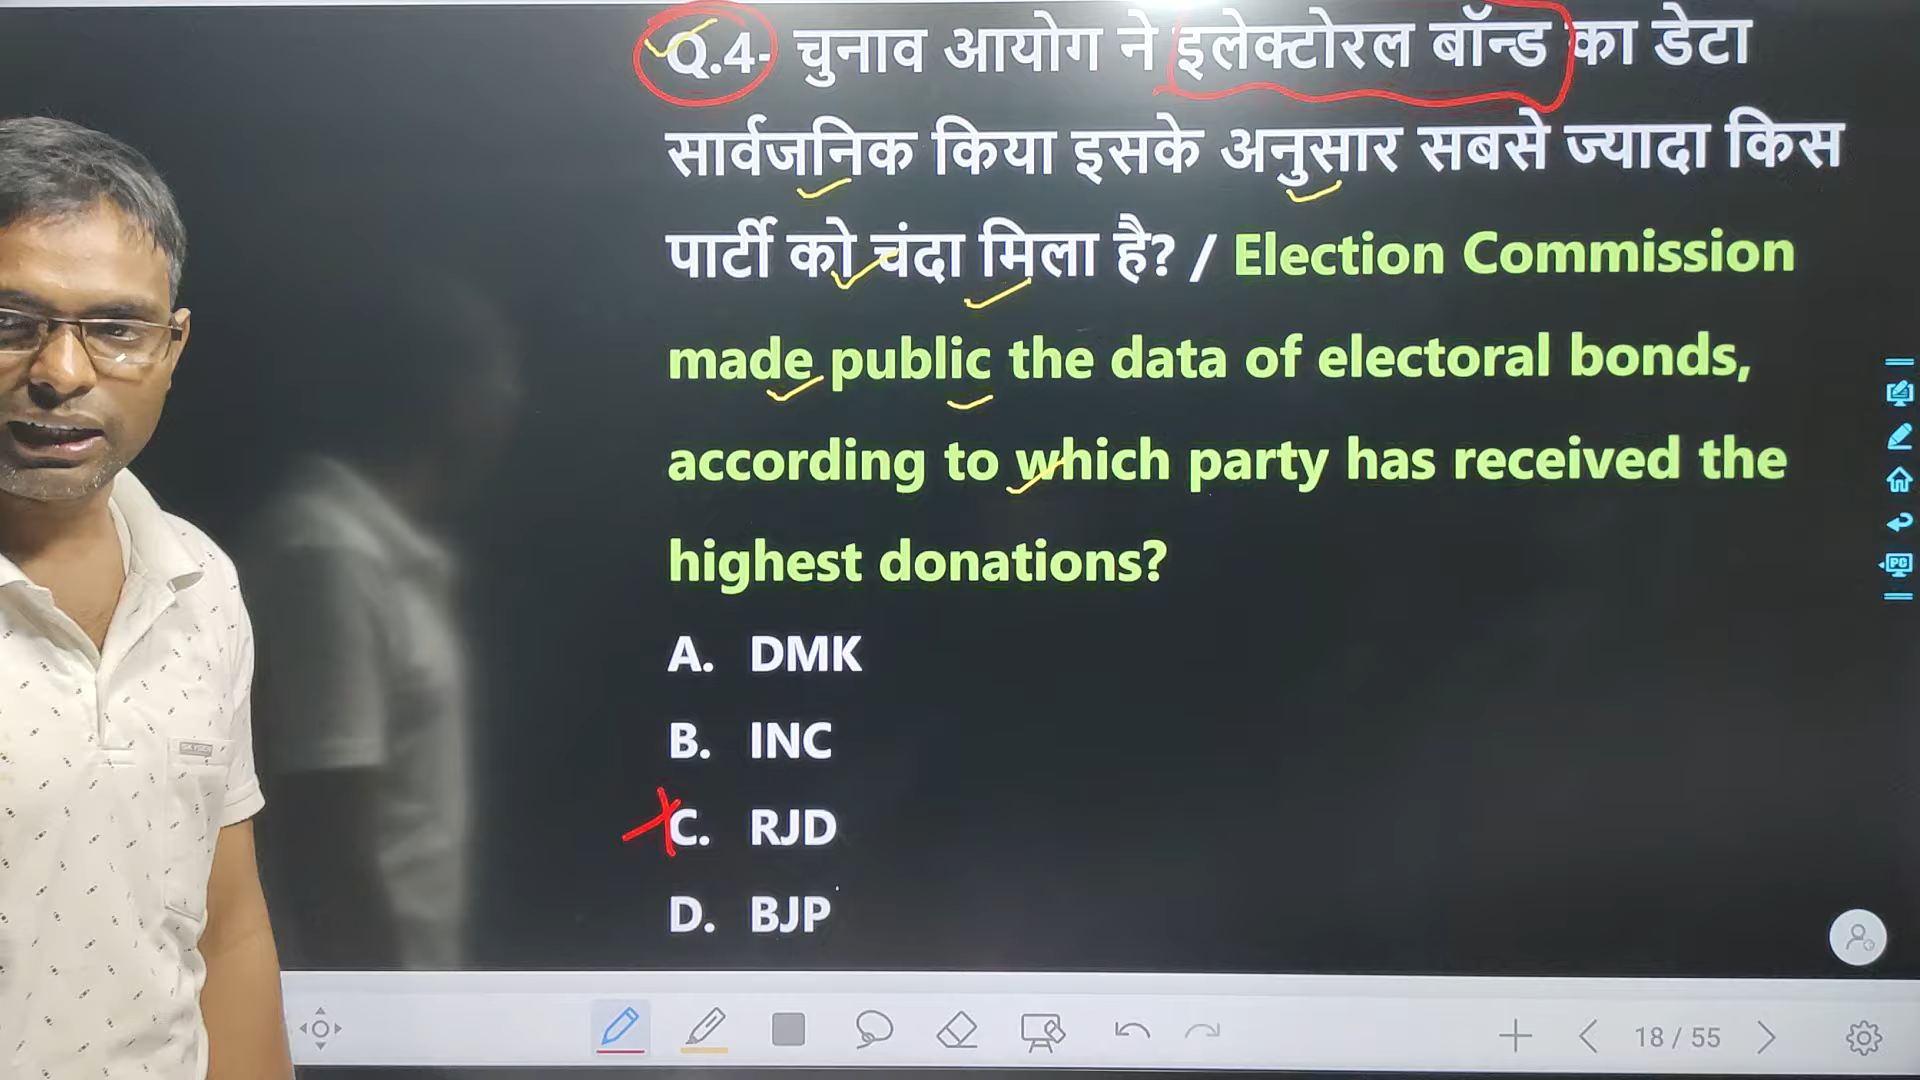 Q.4- चुनाव आयोग ने इलेक्टोरल बॉन्ड का डेटा
सार्वजनिक किया इसके अनुसार सबसे ज्यादा किस
पार्टी को चंदा मिला है? / Election Commission
made public the data of electoral bonds,
according to which party has received the
highest donations?
A. DMK
B. INC
C. RJD
D. BJP
PC
18 / 55